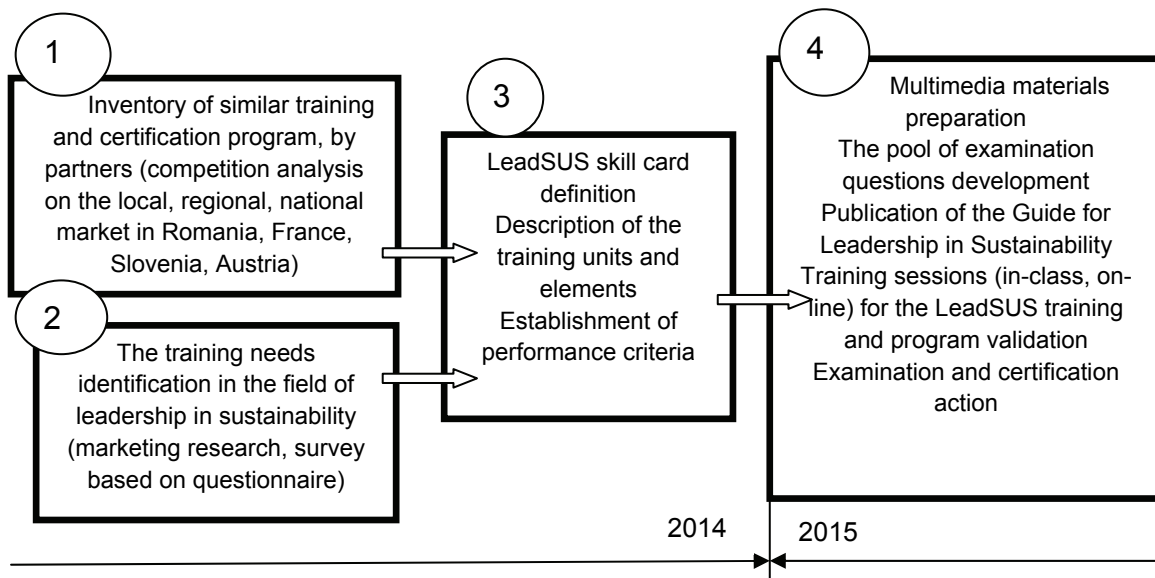 1
Inventory of similar training
and certification program, by
partners (competition analysis
on the local, regional, national
market in Romania, France,
Slovenia, Austria)
2
The training needs
identification in the field of
leadership in sustainability
(marketing research, survey
based on questionnaire)
3
LeadSUS skill card
definition
Description of the
training units and
elements
Establishment of
performance criteria
4
Multimedia materials
preparation
The pool of examination
questions development
Publication of the Guide for
Leadership in Sustainability
Training sessions (in-class, on-
line) for the LeadSUS training
and program validation
Examination and certification
action
2014
2015